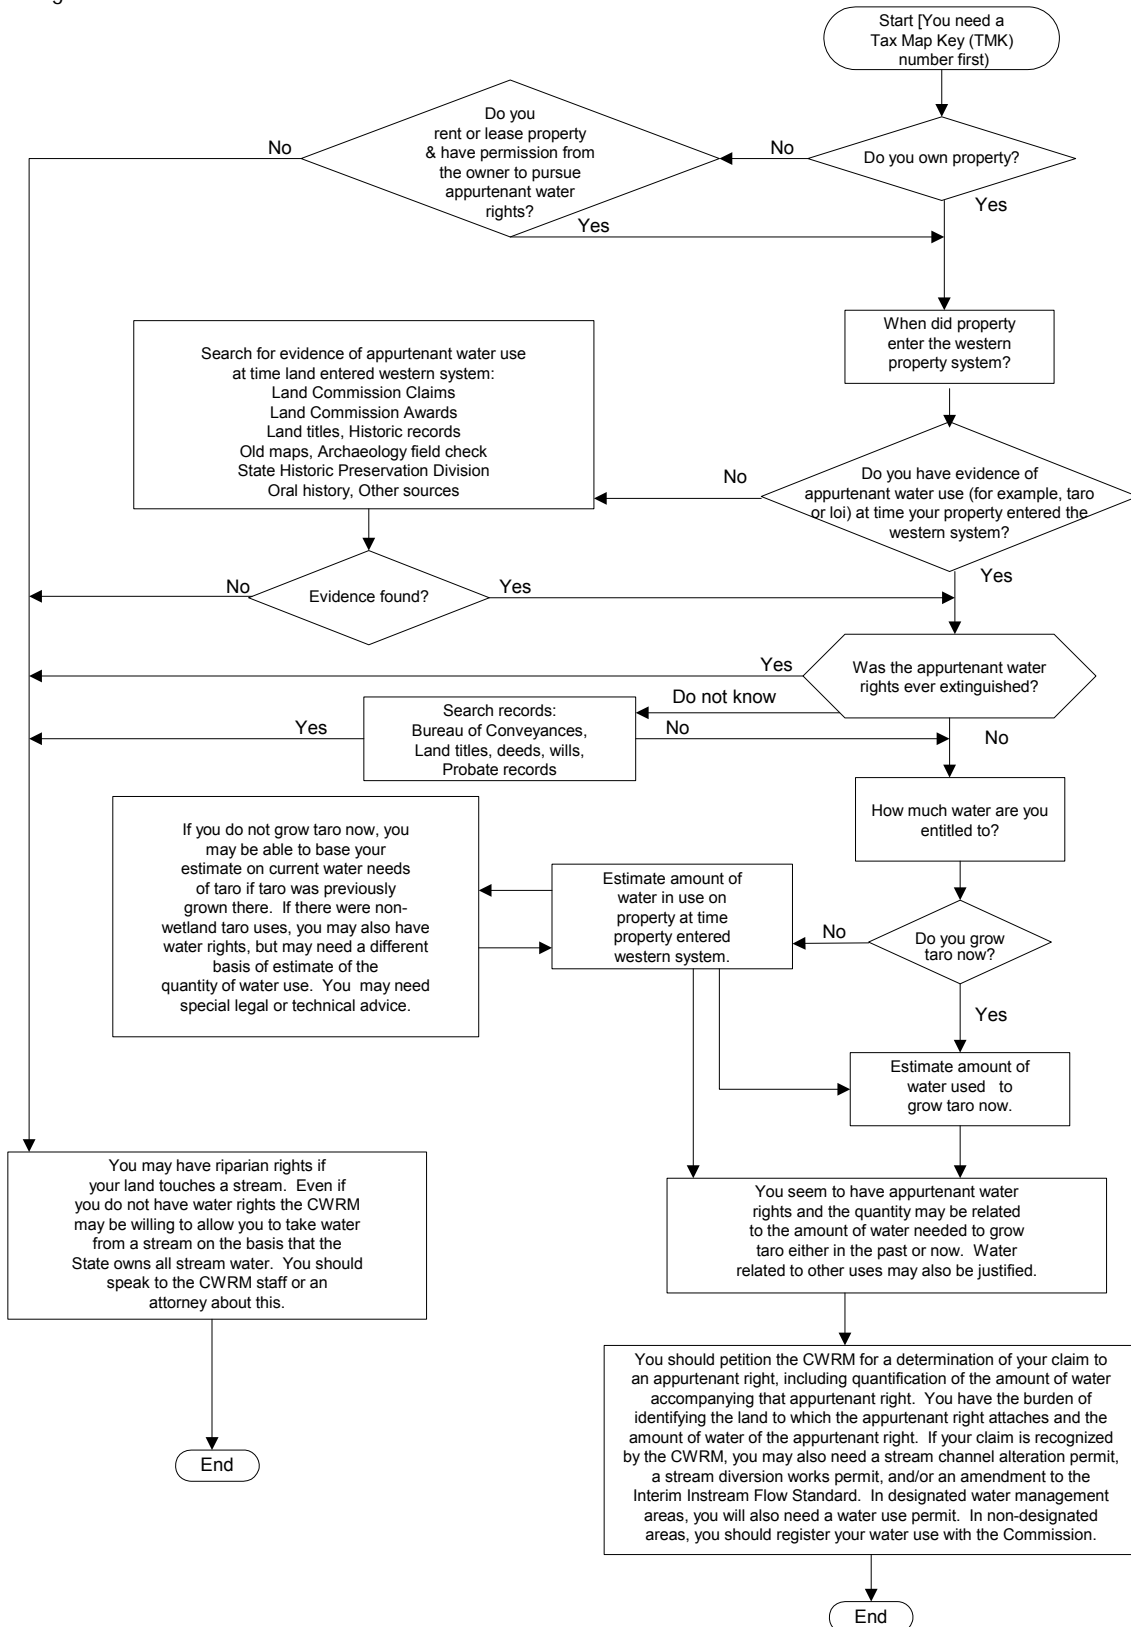 Start [You need a
Tax Map Key (TMK)
number first)
Do you
rent or lease property
& have permission from
the owner to pursue
appurtenant water
rights?
No
No
Do you own property?
Yes
Yes
When did property
enter the western
property system?
Search for evidence of appurtenant water use
at time land entered western system:
Land Commission Claims
Land Commission Awards
Land titles, Historic records
Old maps, Archaeology field check
State Historic Preservation Division
Oral history, Other sources
No
Do you have evidence of
appurtenant water use (for example, taro
or loi) at time your property entered the
western system?
Yes
No
Evidence found?
Yes
Yes
Was the appurtenant water
rights ever extinguished?
Do not know
Yes
Search records:
Bureau of Conveyances,
Land titles, deeds, wills,
Probate records
No
No
How much water are you
entitled to?
If you do not grow taro now, you
may be able to base your
estimate on current water needs
of taro if taro was previously
grown there. If there were non-
wetland taro uses, you may also have
water rights, but may need a different
basis of estimate of the
quantity of water use. You may need
special legal or technical advice.
Estimate amount of
water in use on
property at time
property entered
western system.
No
Do you grow
taro now?
Yes
Estimate amount of
water used to
grow taro now.
You may have riparian rights if
your land touches a stream. Even if
you do not have water rights the CWRM
may be willing to allow you to take water
from a stream on the basis that the
State owns all stream water. You should
speak to the CWRM staff or an
attorney about this.
You seem to have appurtenant water
rights and the quantity may be related
to the amount of water needed to grow
taro either in the past or now. Water
related to other uses may also be justified.
You should petition the CWRM for a determination of your claim to
an appurtenant right, including quantification of the amount of water
accompanying that appurtenant right. You have the burden of
identifying the land to which the appurtenant right attaches and the
amount of water of the appurtenant right. If your claim is recognized
by the CWRM, you may also need a stream channel alteration permit,
a stream diversion works permit, and/or an amendment to the
Interim Instream Flow Standard. In designated water management
areas, you will also need a water use permit. In non-designated
areas, you should register your water use with the Commission.
End
End